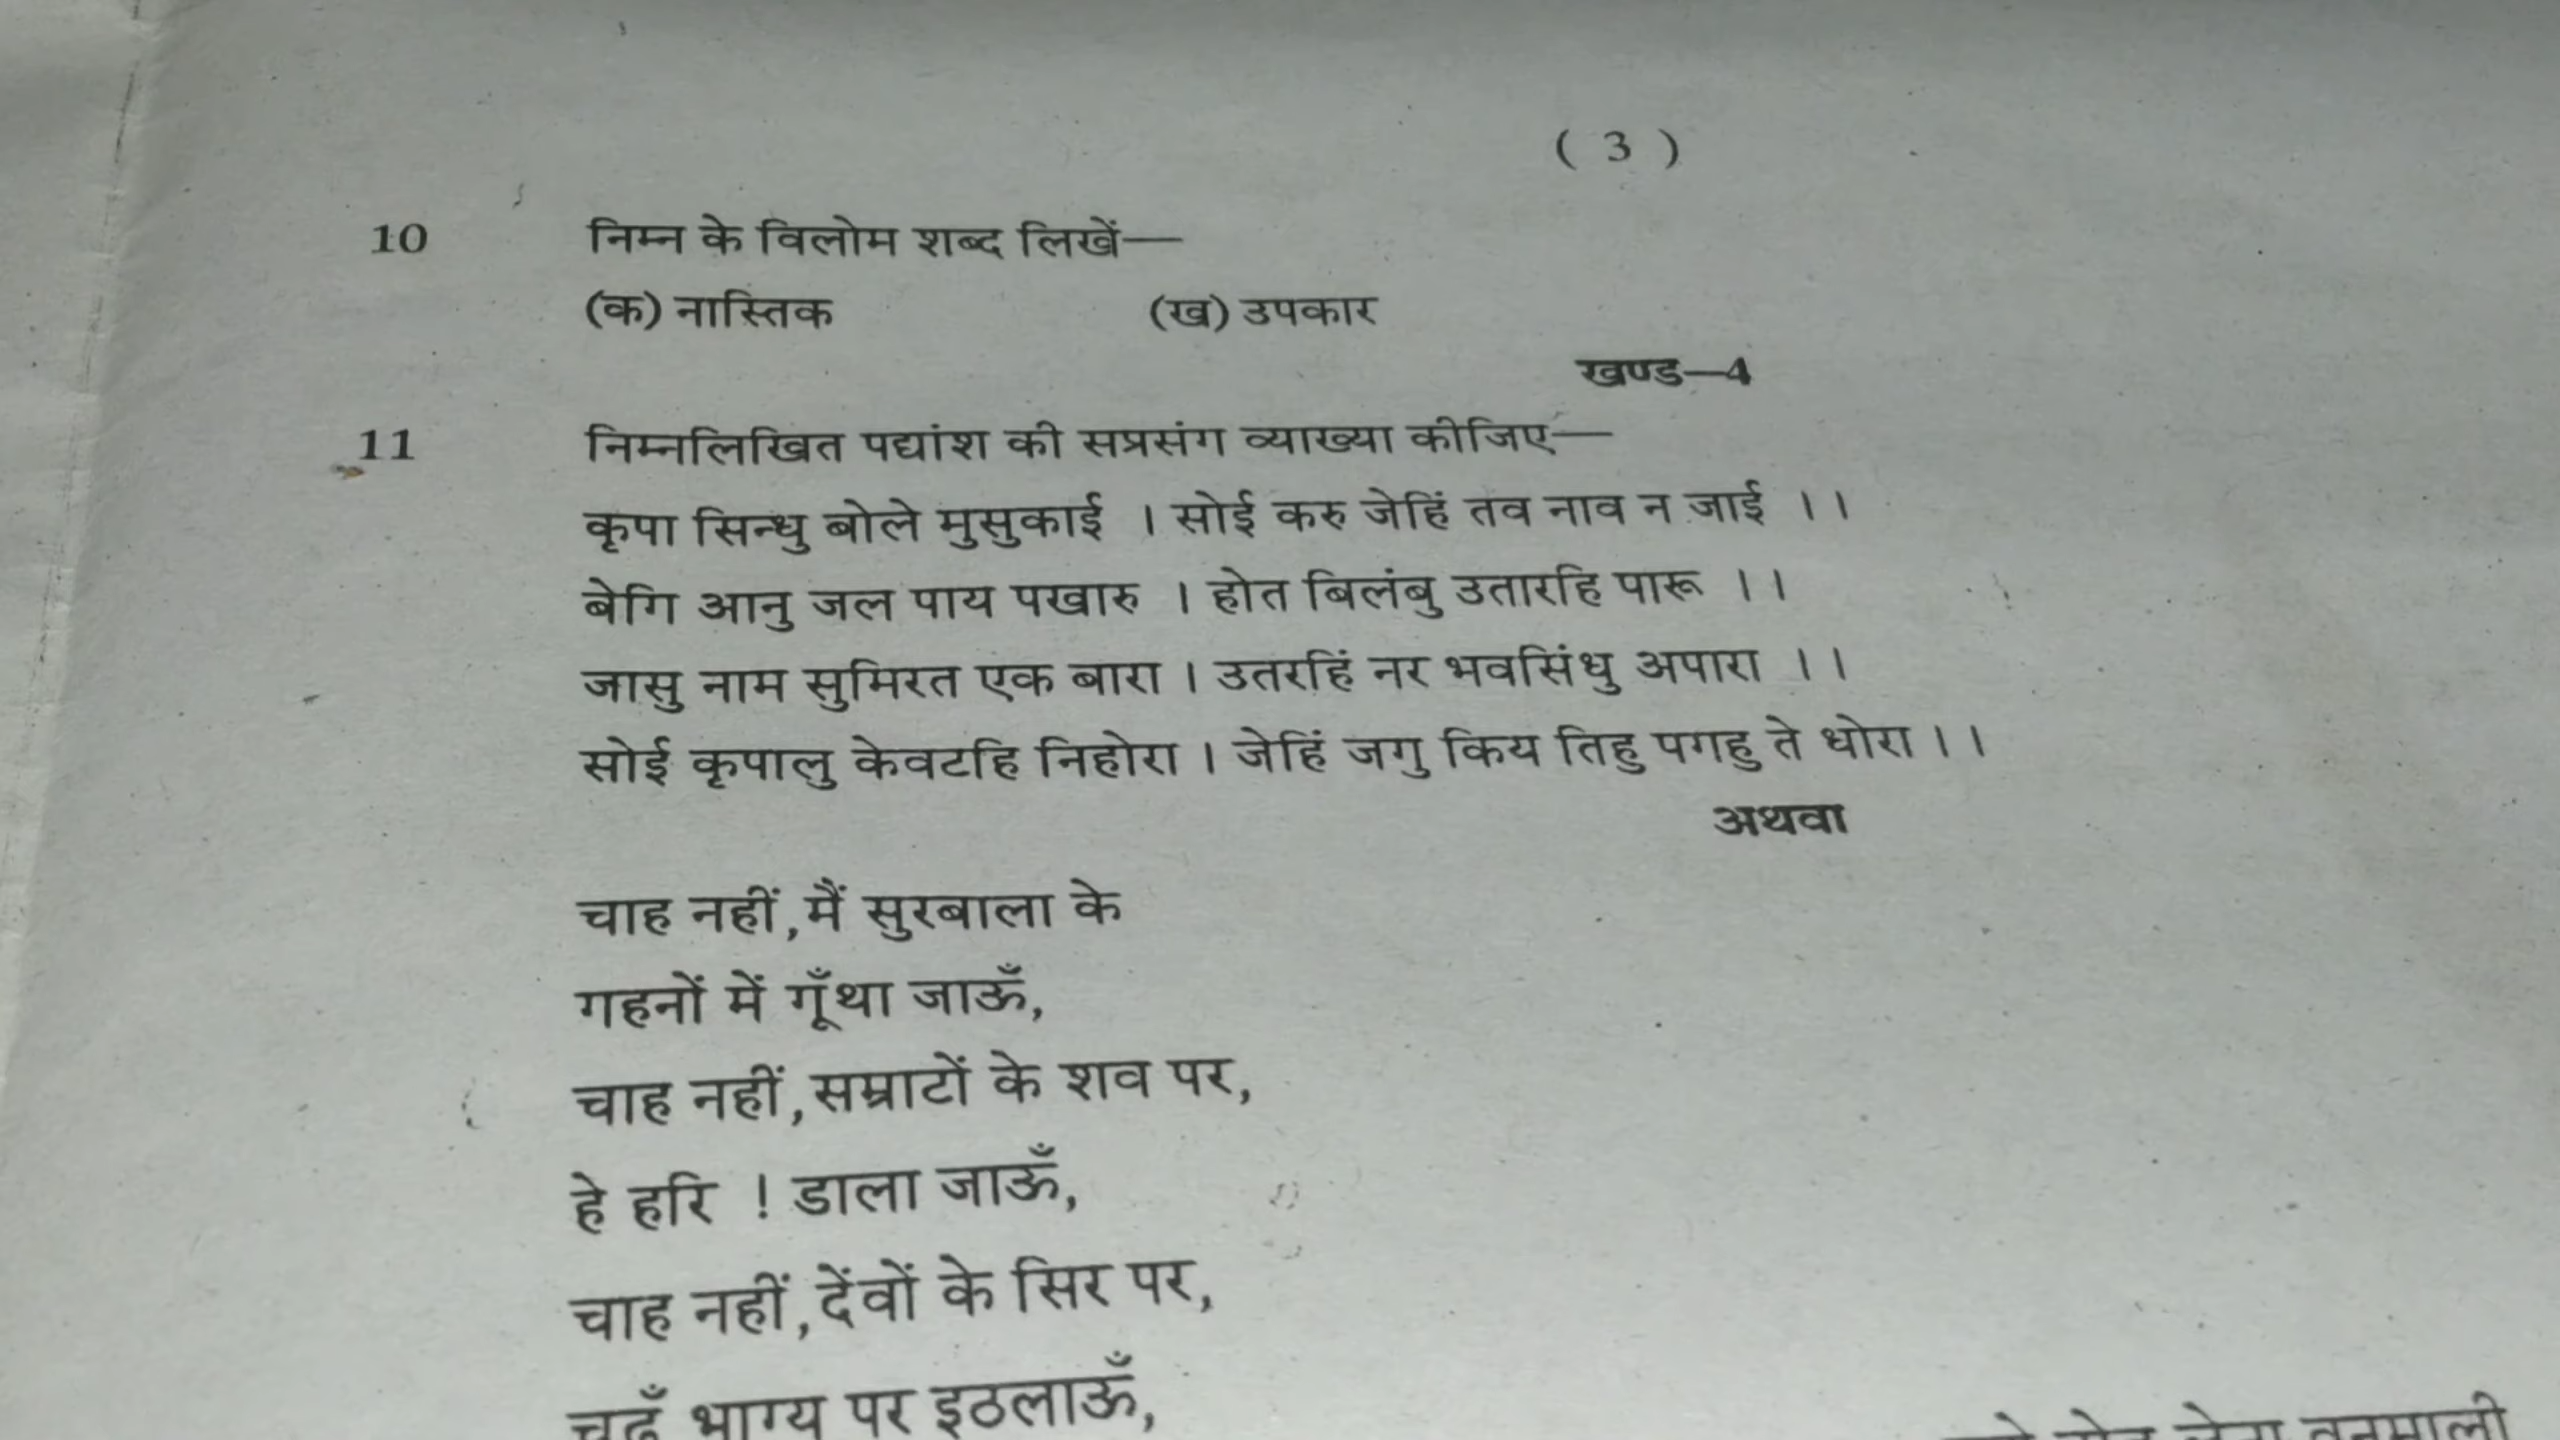 ( 3 )
10 निम्न के विलोम शब्द लिखें—
(क) नास्तिक (ख) उपकार
खण्ड—4
11 निम्नलिखित पद्यांश की सप्रसंग व्याख्या कीजिए—
कृपा सिन्धु बोले मुसुकाई । सोई करु जेहिं तव नाव न जाई ।।
बेगि आनु जल पाय पखारु । होत बिलंबु उतारहि पारू ।।
जासु नाम सुमिरत एक बारा । उतरहिं नर भवसिंधु अपारा ।।
सोई कृपालु केवटहि निहोरा । जेहिं जगु किय तिहु पगहु ते धोरा ।।
अथवा
चाह नहीं, मैं सुरबाला के
गहनों में गूँथा जाऊँ,
चाह नहीं, सम्राटों के शव पर,
हे हरि ! डाला जाऊँ,
चाह नहीं, देंवों के सिर पर,
चढूँ भाग्य पर इठलाऊँ,
वनमाली